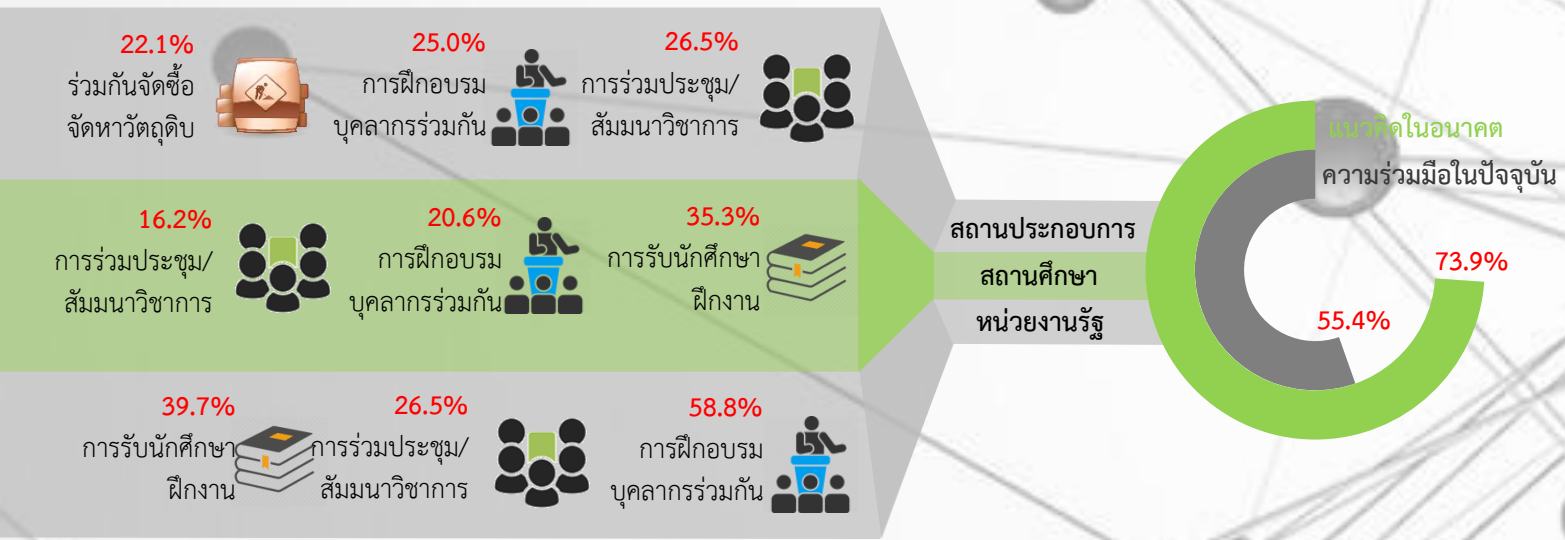 22.1%
ร่วมกันจัดซื้อ
จัดหาวัตถุดิบ
25.0%
การฝึกอบรม
บุคลากรร่วมกัน
26.5%
การร่วมประชุม/
สัมมนาวิชาการ
16.2%
การร่วมประชุม/
สัมมนาวิชาการ
20.6%
การฝึกอบรม
บุคลากรร่วมกัน
35.3%
การรับนักศึกษา
ฝึกงาน
39.7%
การรับนักศึกษา
ฝึกงาน
26.5%
การร่วมประชุม/
สัมมนาวิชาการ
58.8%
การฝึกอบรม
บุคลากรร่วมกัน
สถานประกอบการ
สถานศึกษา
หน่วยงานรัฐ
แนวคิดในอนาคต
ความร่วมมือในปัจจุบัน
73.9%
55.4%